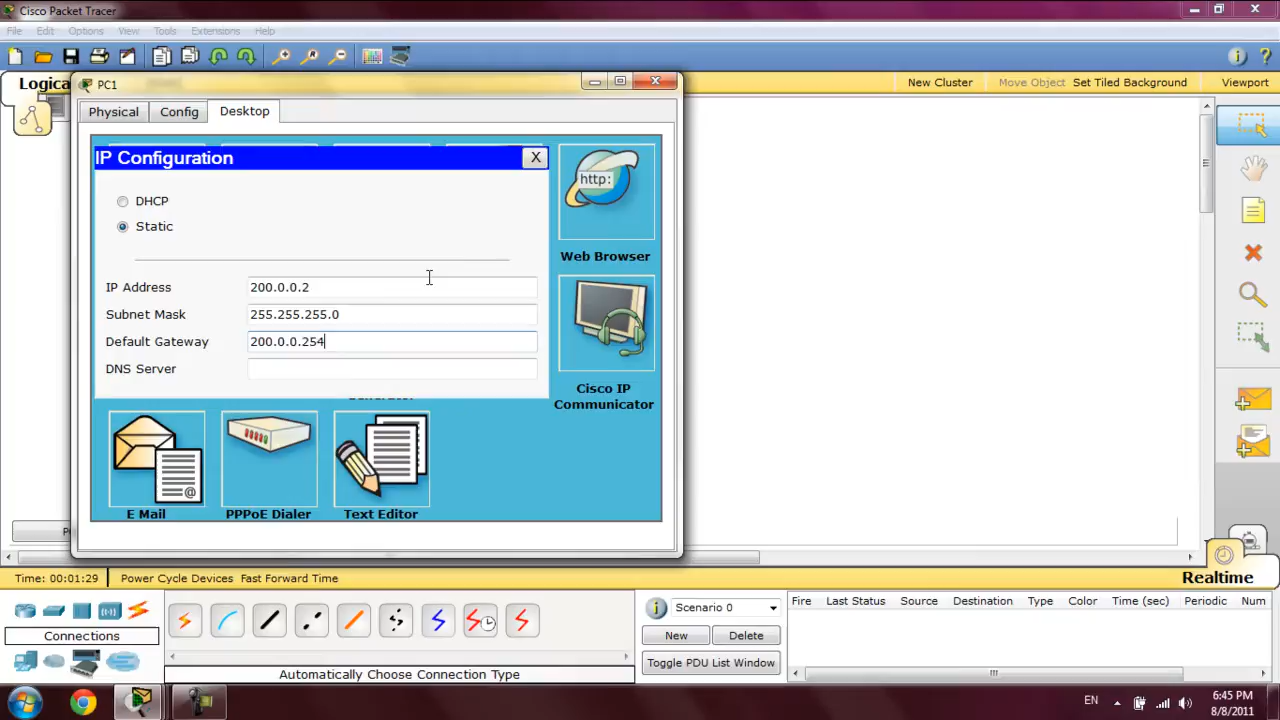 Cisco Packet Tracer
File Edit Options View Tools Extensions Help
Logica
New Cluster Move Object Set Tiled Background Viewport
PC1
Physical Config Desktop
IP Configuration X
DHCP
Static
IP Address 200.0.0.2
Subnet Mask 255.255.255.0
Default Gateway 200.0.0.254
DNS Server
http:
Web Browser
Cisco IP
Communicator
E Mail PPPoE Dialer Text Editor
Time: 00:01:29 Power Cycle Devices Fast Forward Time
Realtime
Connections
Automatically Choose Connection Type
Scenario 0
New Delete
Toggle PDU List Window
Fire Last Status Source Destination Type Color Time (sec) Periodic Num
EN
6:45 PM
8/8/2011